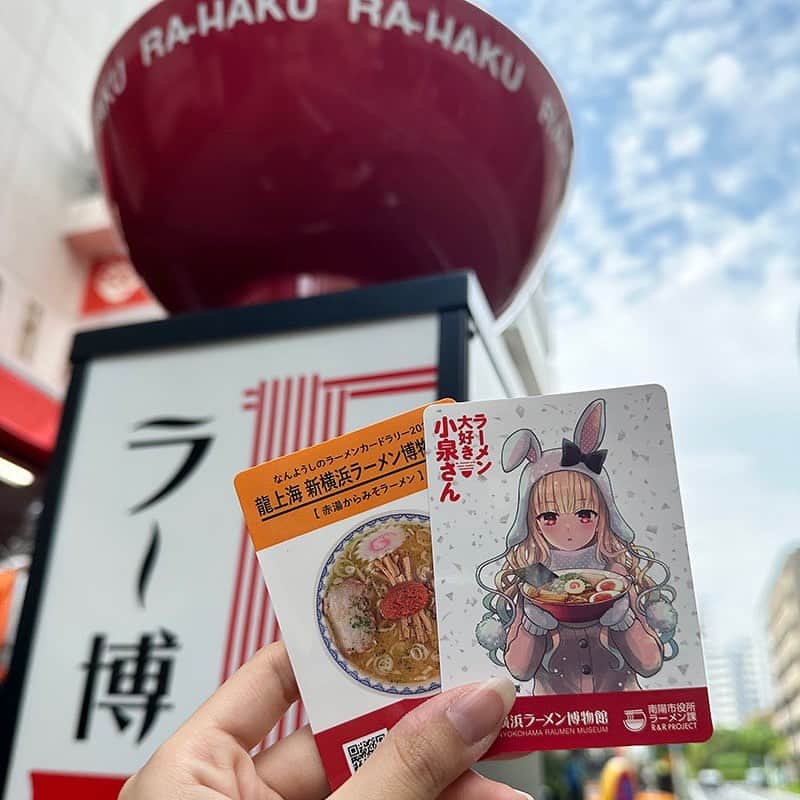 RA-HAKU RA-HAKU
ラー博
なんようしのラーメンカードラリー20
龍上海 新横浜ラーメン博物
【 赤湯からみそラーメン 】
ラーメン
大好き
小泉さん
横浜ラーメン博物館
YOKOHAMA RAUMEN MUSEUM
南陽市役所
ラーメン課
R&R PROJECT